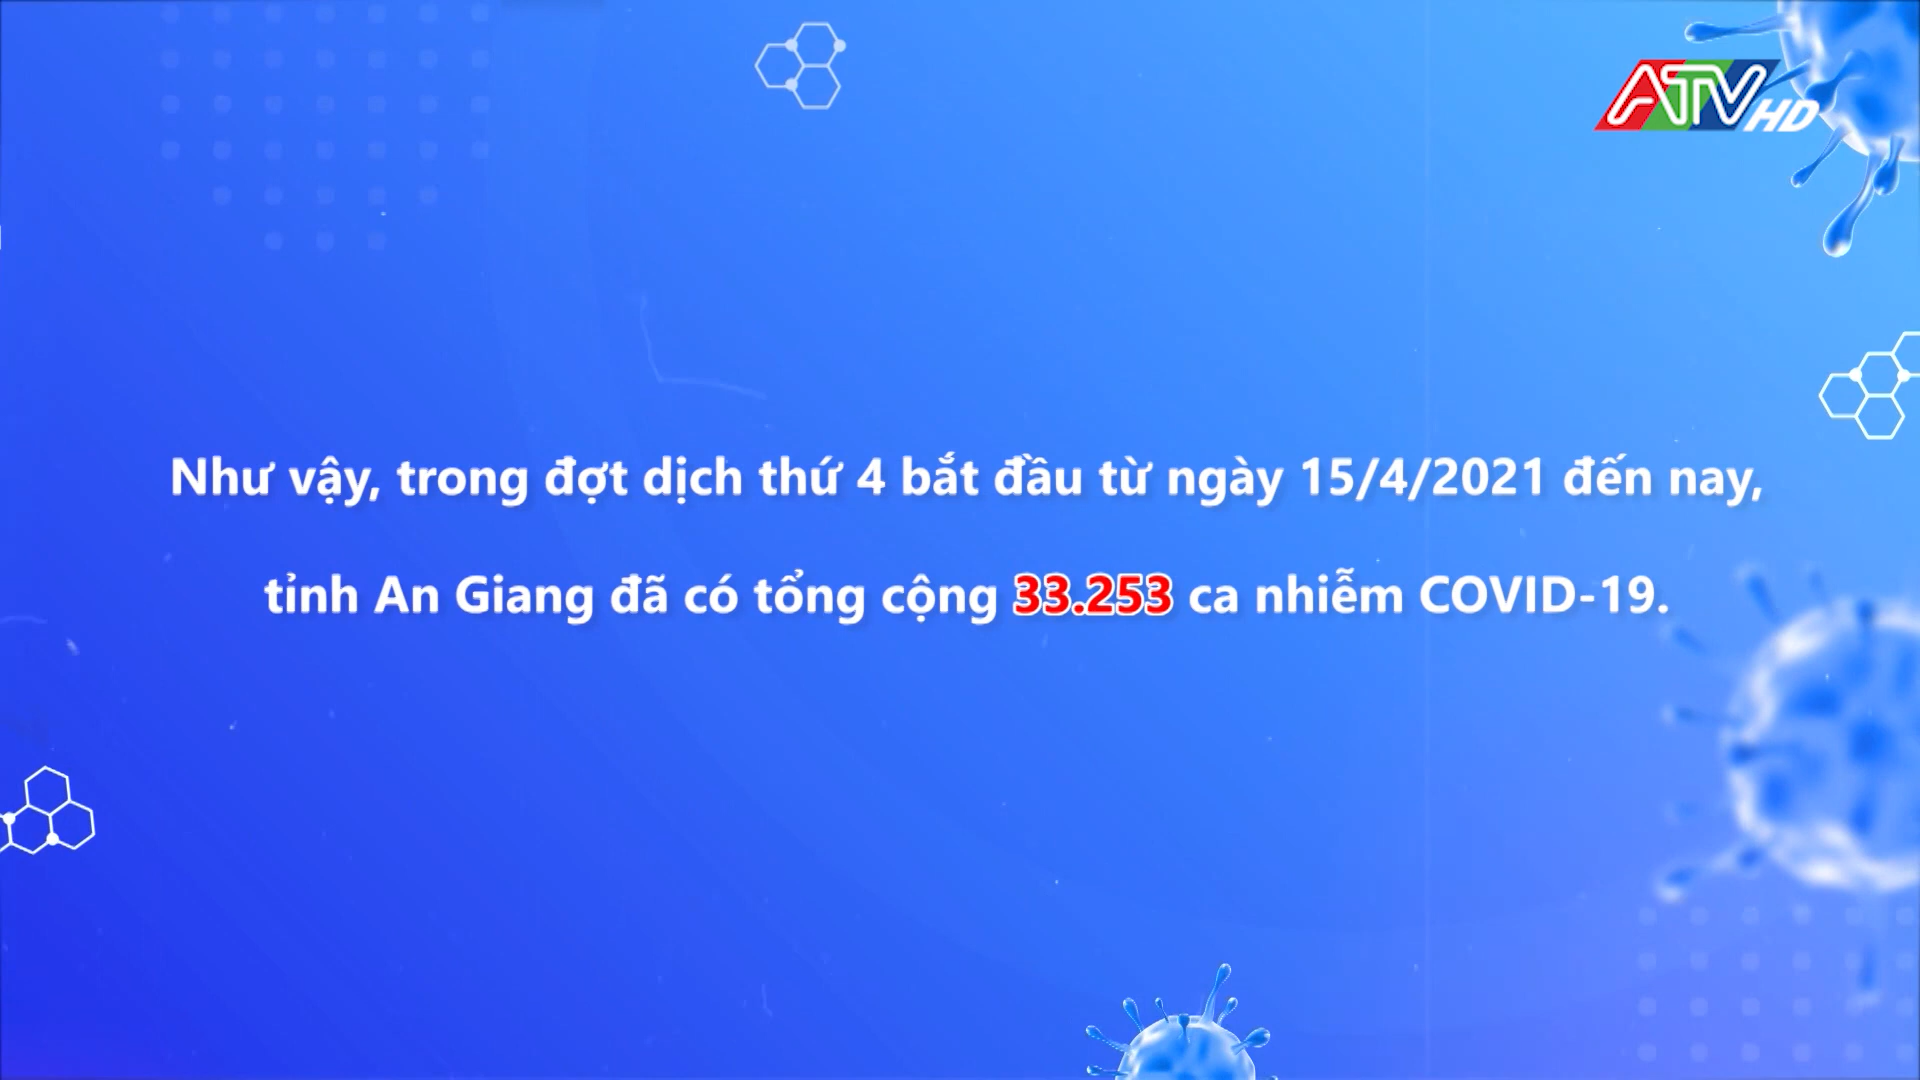 ATV HD
Như vậy, trong đợt dịch thứ 4 bắt đầu từ ngày 15/4/2021 đến nay,
tỉnh An Giang đã có tổng cộng 33.253 ca nhiễm COVID-19.